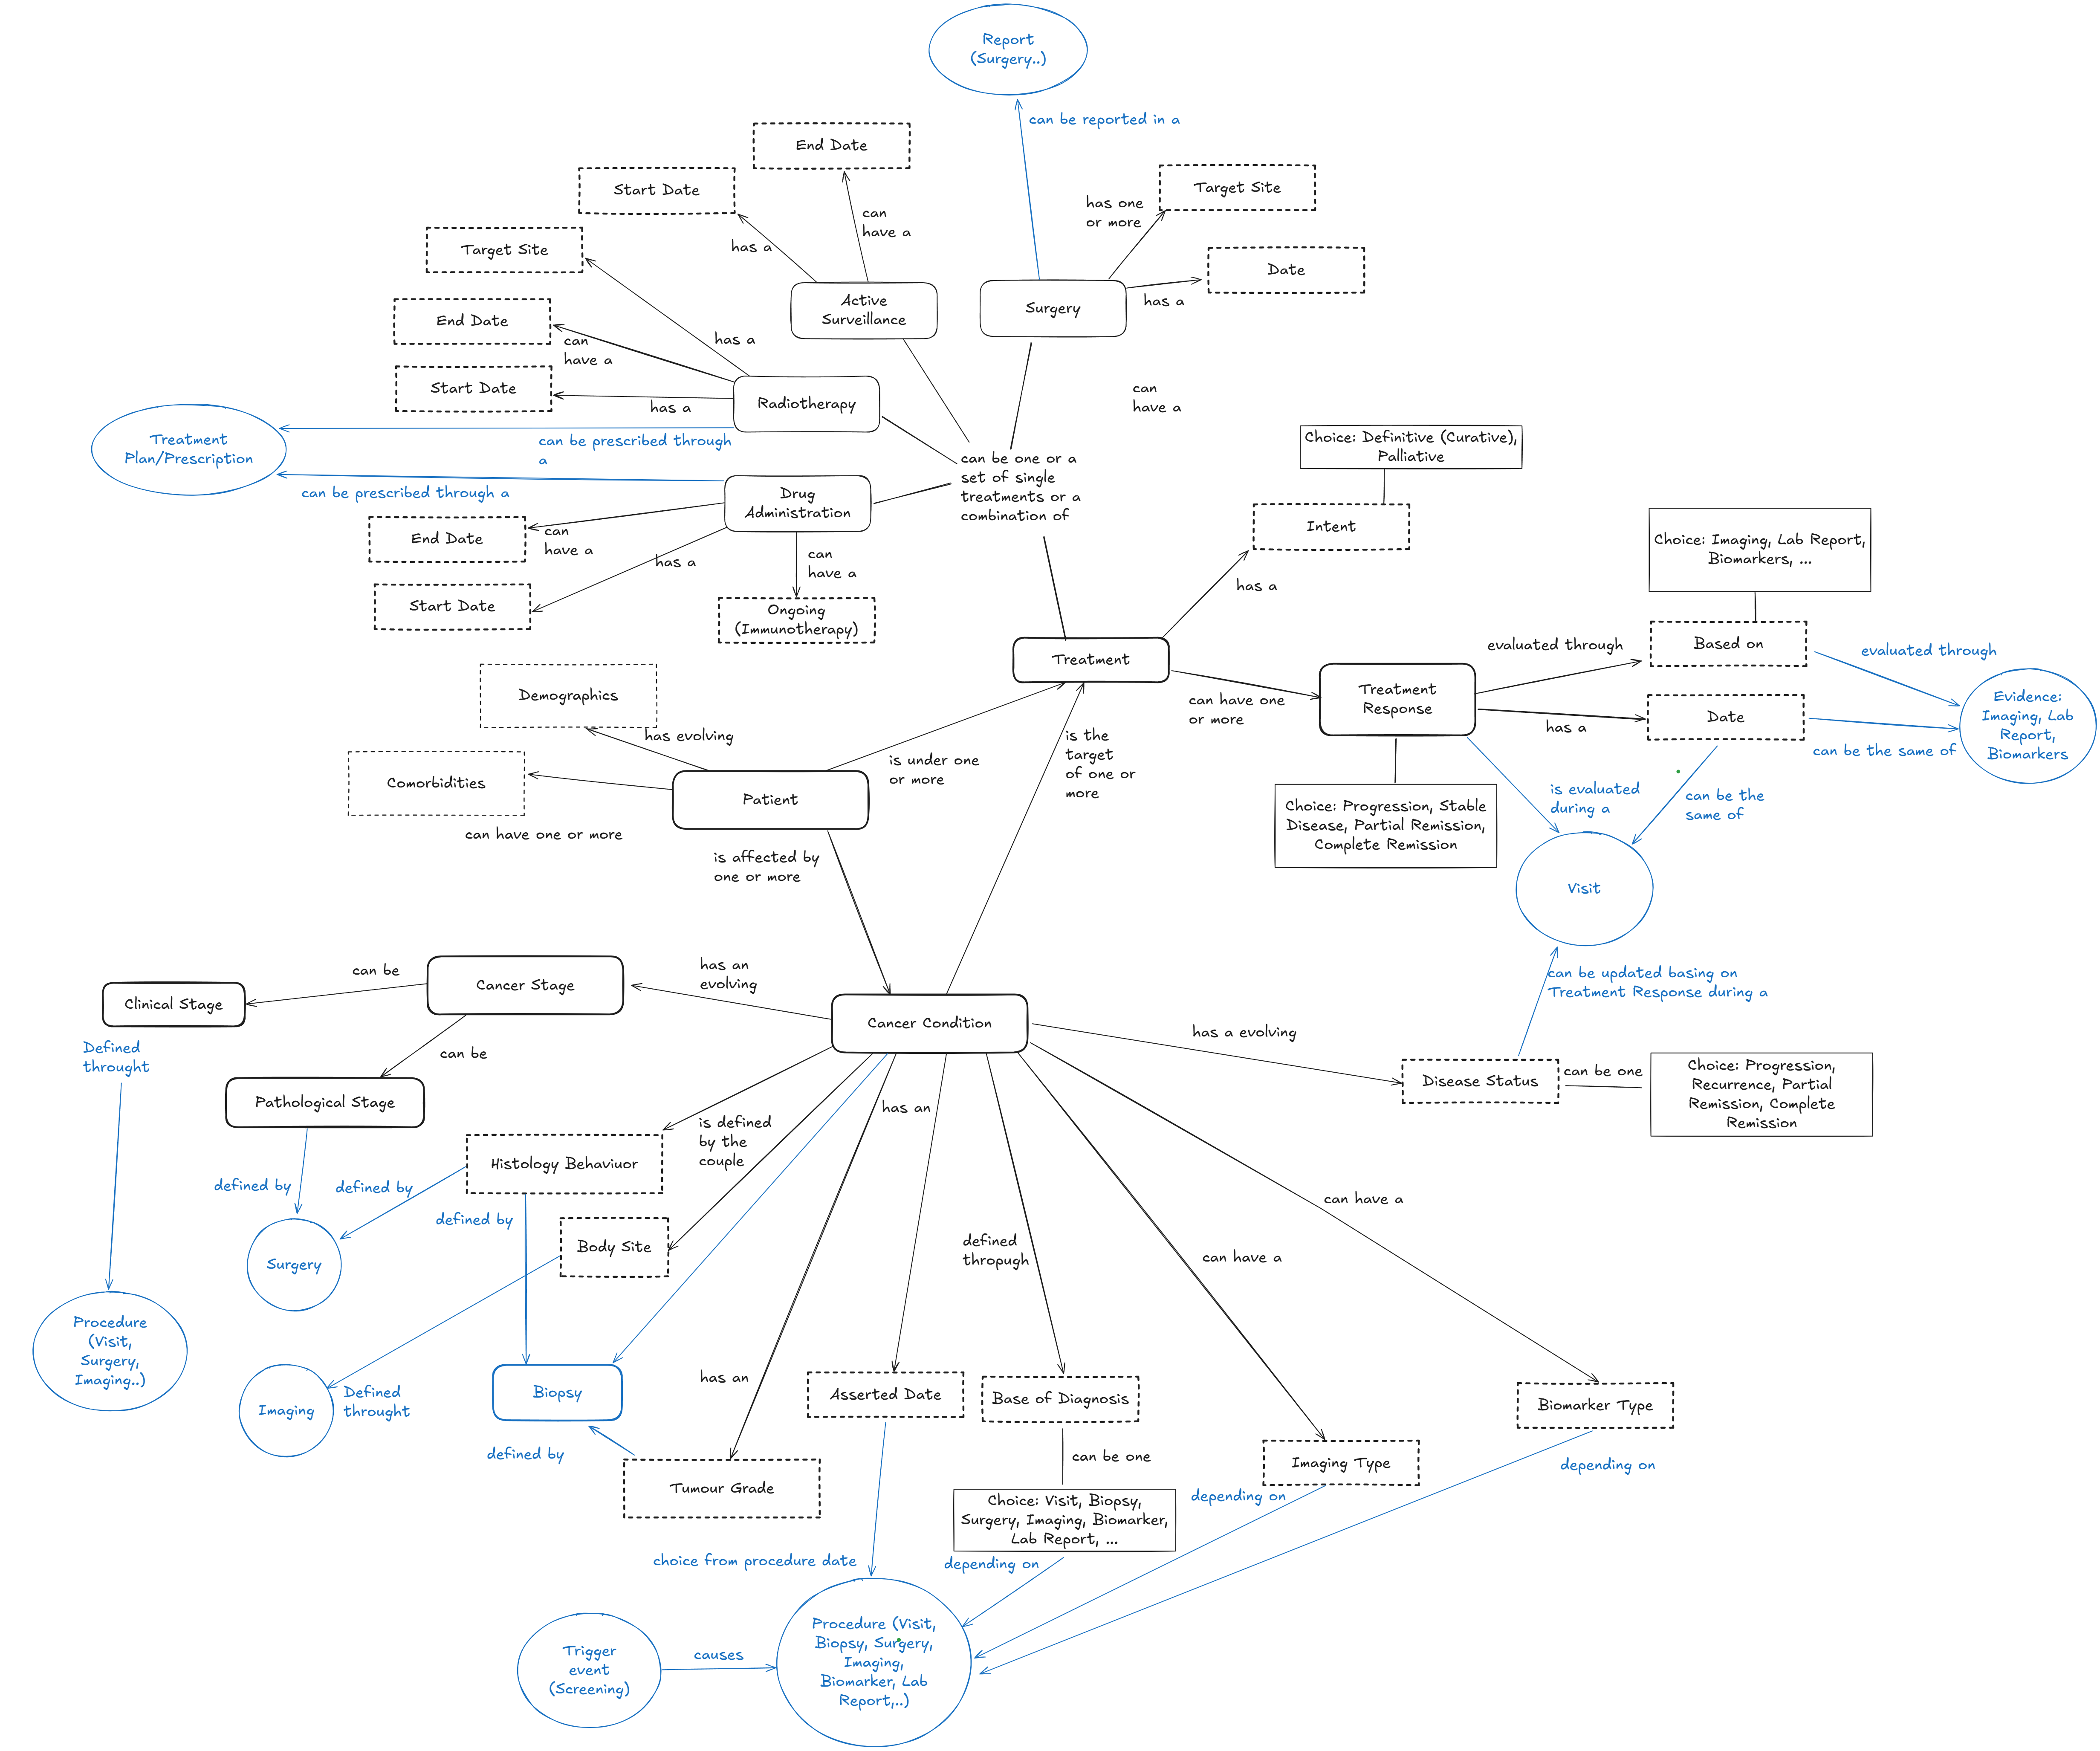 Report
(Surgery..)
can be reported in a
End Date
Start Date
Target Site
can
have a
has one
or more
has a
Target Site
Date
End Date
Active
Surveillance
Surgery
has a
can
have a
has a
Start Date
Radiotherapy
has a
can
have a
Treatment
Plan/Prescription
can be prescribed through
a
can be one or a
set of single
treatments or a
combination of
Choice: Definitive (Curative),
Palliative
can be prescribed through a
Drug
Administration
Intent
End Date
can
have a
has a
can
have a
Choice: Imaging, Lab Report,
Biomarkers, ...
has a
Start Date
Ongoing
(Immunotherapy)
Treatment
evaluated through
Based on
evaluated through
Demographics
Treatment
Response
can have one
or more
Evidence:
Imaging, Lab
Report,
Biomarkers
has a
Date
can be the same of
has evolving
is under one
or more
is the
target
of one or
more
Comorbidities
Patient
can have one or more
is evaluated
during a
can be the
same of
Choice: Progression, Stable
Disease, Partial Remission,
Complete Remission
is affected by
one or more
Visit
can be
Cancer Stage
has an
evolving
can be updated basing on
Treatment Response during a
Clinical Stage
Cancer Condition
has a evolving
Defined
throught
can be
Disease Status
can be one
Choice: Progression,
Recurrence, Partial
Remission, Complete
Remission
Pathological Stage
has an
is defined
by the
couple
Histology Behaviuor
defined by
defined by
defined by
can have a
Body Site
defined
thropugh
can have a
Surgery
Procedure
(Visit,
Surgery,
Imaging..)
has an
Imaging
Defined
throught
Biopsy
Asserted Date
Base of Diagnosis
Biomarker Type
defined by
can be one
Imaging Type
depending on
Tumour Grade
Choice: Visit, Biopsy,
Surgery, Imaging, Biomarker,
Lab Report, ...
depending on
choice from procedure date
depending on
Trigger
event
(Screening)
causes
Procedure (Visit,
Biopsy, Surgery,
Imaging,
Biomarker, Lab
Report,..)